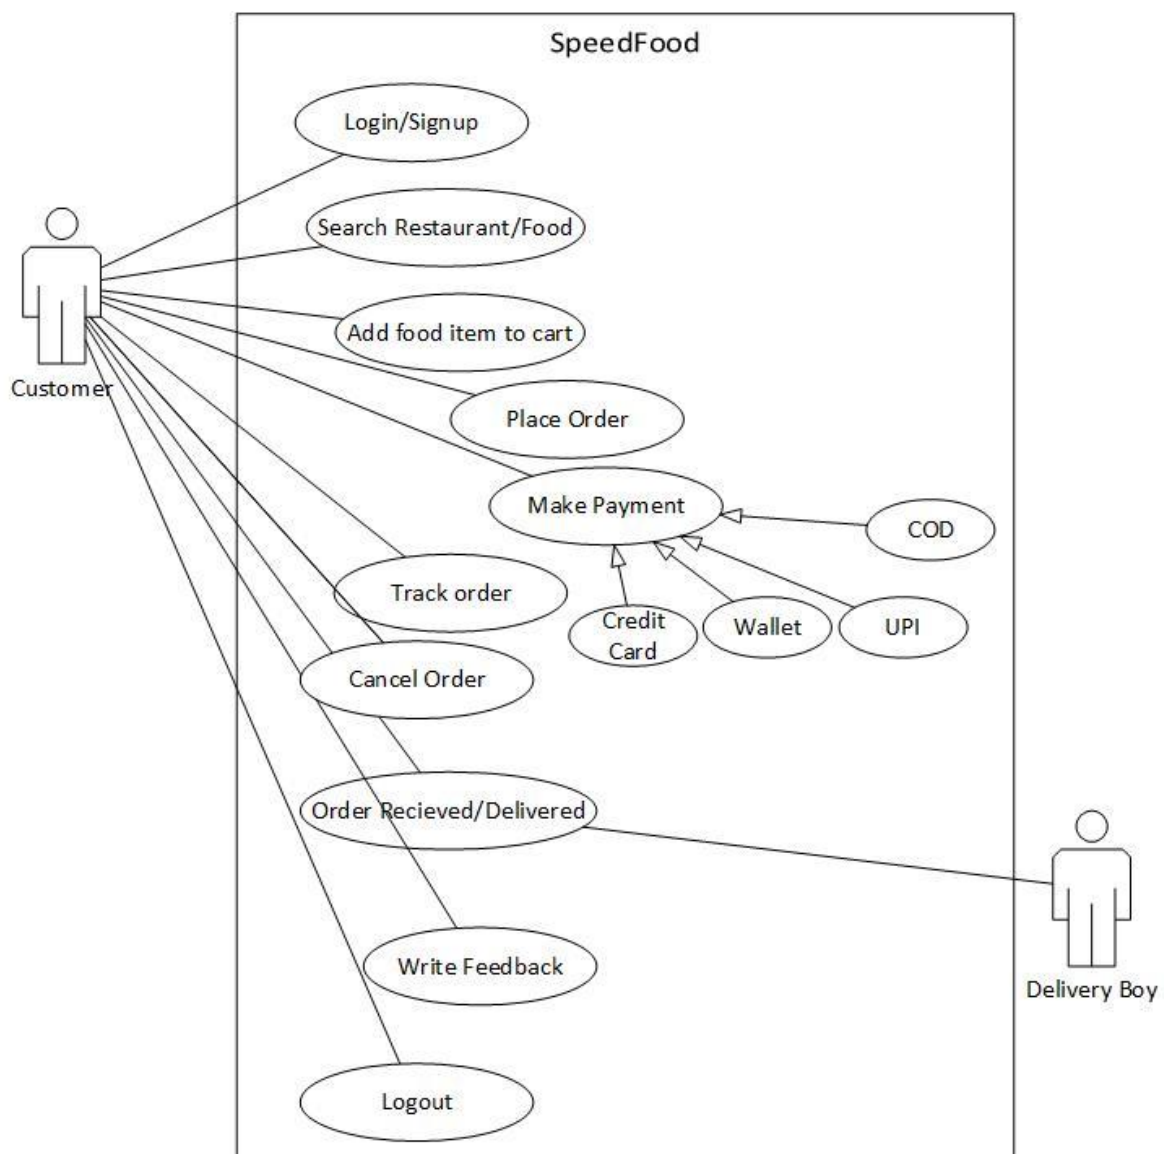 SpeedFood
Login/Signup
Search Restaurant/Food
Customer
Add food item to cart
Place Order
Make Payment
COD
Track order
Credit
Card
Wallet
UPI
Cancel Order
Order Recieved/Delivered
Write Feedback
Delivery Boy
Logout